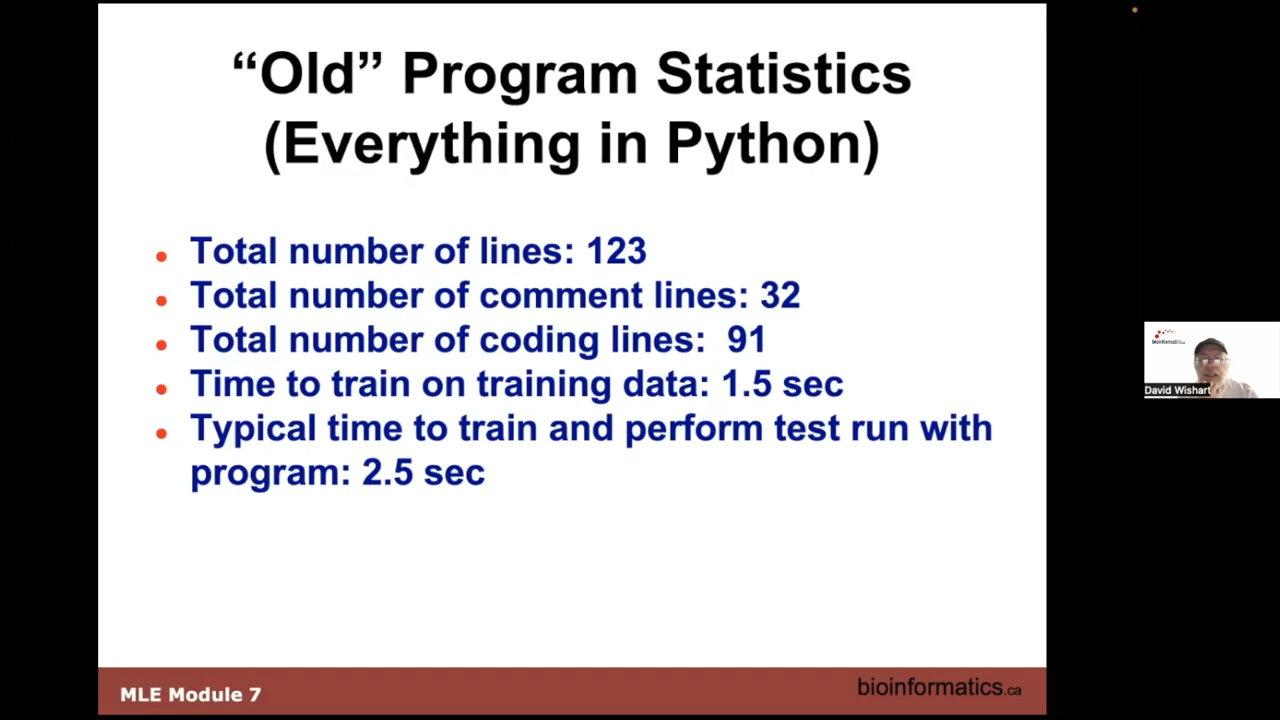 “Old” Program Statistics
(Everything in Python)
• Total number of lines: 123
• Total number of comment lines: 32
• Total number of coding lines:  91
• Time to train on training data: 1.5 sec
• Typical time to train and perform test run with
program: 2.5 sec
bioinformatics.ca
David Wishart
MLE Module 7
bioinformatics.ca